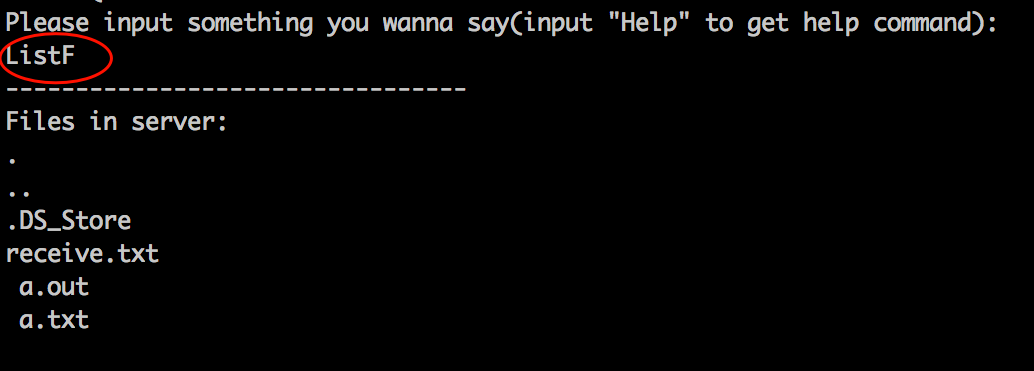 Please input something you wanna say(input "Help" to get help command):
ListF
---------------------------------
Files in server:
.
..
.DS_Store
receive.txt
 a.out
 a.txt